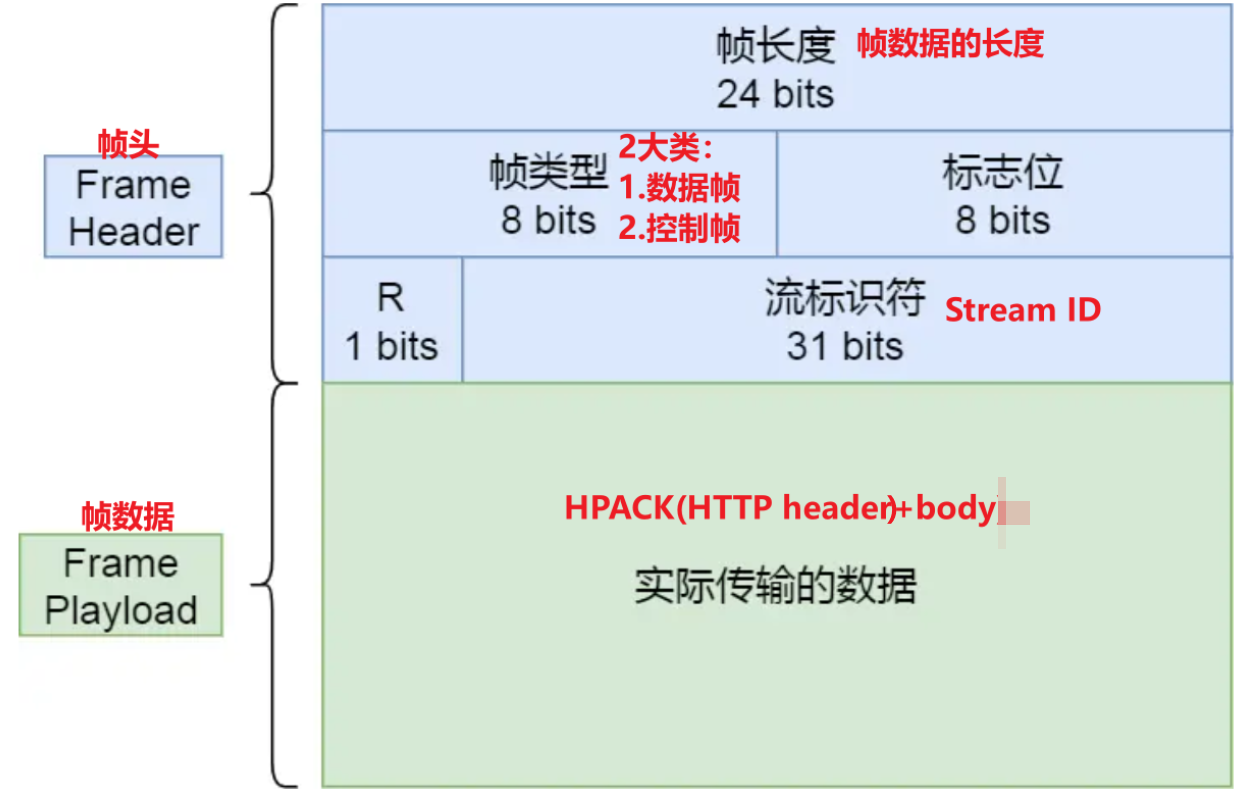 帧长度 帧数据的长度
24 bits
帧头
Frame
Header
帧类型
8 bits
2大类：
1.数据帧
2.控制帧
标志位
8 bits
R
1 bits
流标识符 Stream ID
31 bits
帧数据
Frame
Playload
HPACK(HTTP header)+body
实际传输的数据